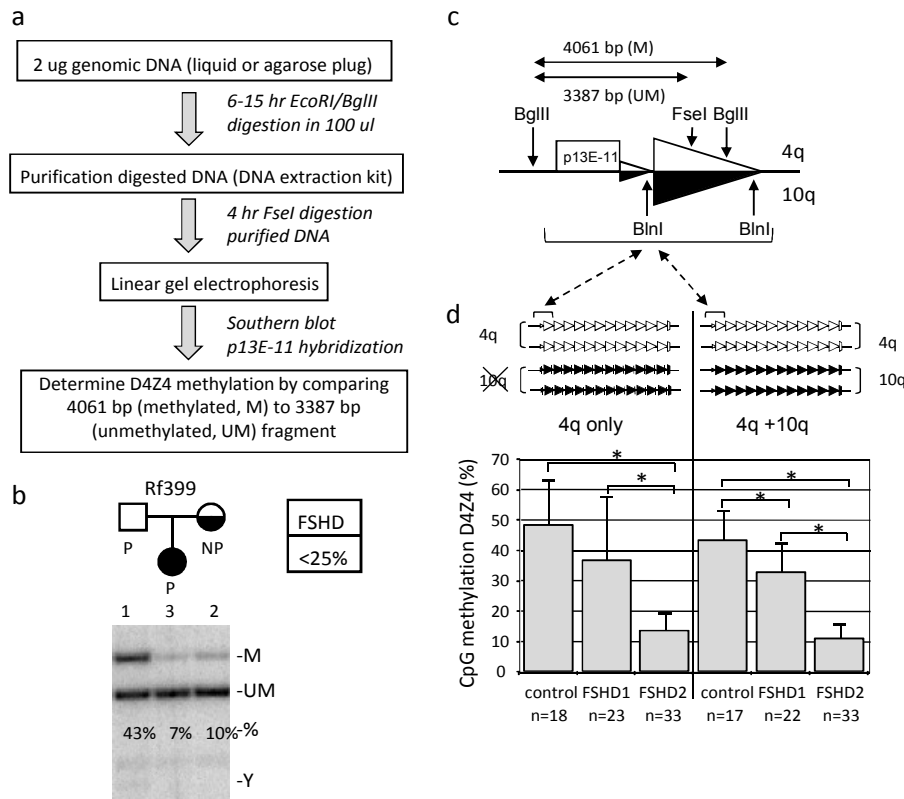 a
2 ug genomic DNA (liquid or agarose plug)
6-15 hr EcoRI/BglII
digestion in 100 ul
Purification digested DNA (DNA extraction kit)
4 hr FseI digestion
purified DNA
Linear gel electrophoresis
Southern blot
p13E-11 hybridization
Determine D4Z4 methylation by comparing
4061 bp (methylated, M) to 3387 bp
(unmethylated, UM) fragment
b
Rf399
P
NP
P
FSHD
<25%
1 3 2
-M
-UM
43% 7% 10% -%
-Y
c
4061 bp (M)
3387 bp (UM)
BglII
FseI BglII
p13E-11
4q
10q
BlnI
BlnI
d
4q
10q
4q
10q
4q only
4q +10q
CpG methylation D4Z4 (%)
70
60
50
40
30
20
10
0
* * * * *
control FSHD1 FSHD2 control FSHD1 FSHD2
n=18 n=23 n=33 n=17 n=22 n=33